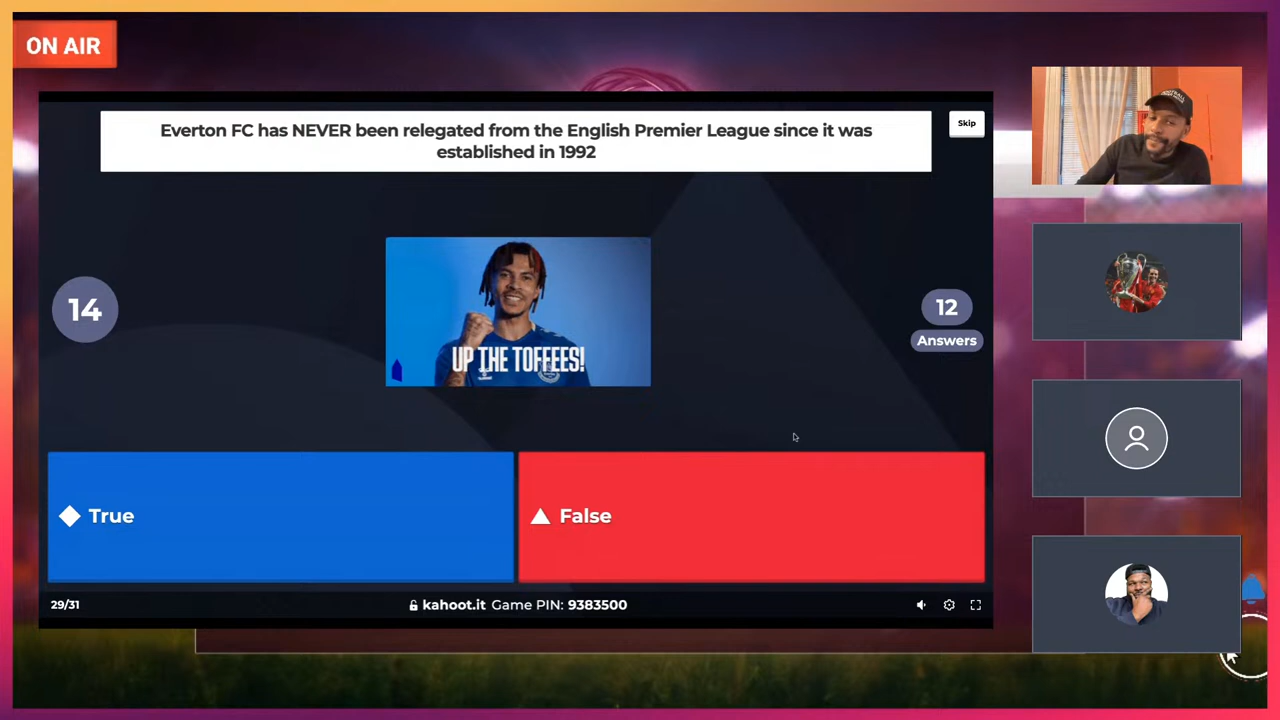 ON AIR
Everton FC has NEVER been relegated from the English Premier League since it was
established in 1992
Skip
14
UP THE TOFFEES!
12
Answers
True
False
29/31
kahoot.it Game PIN: 9383500